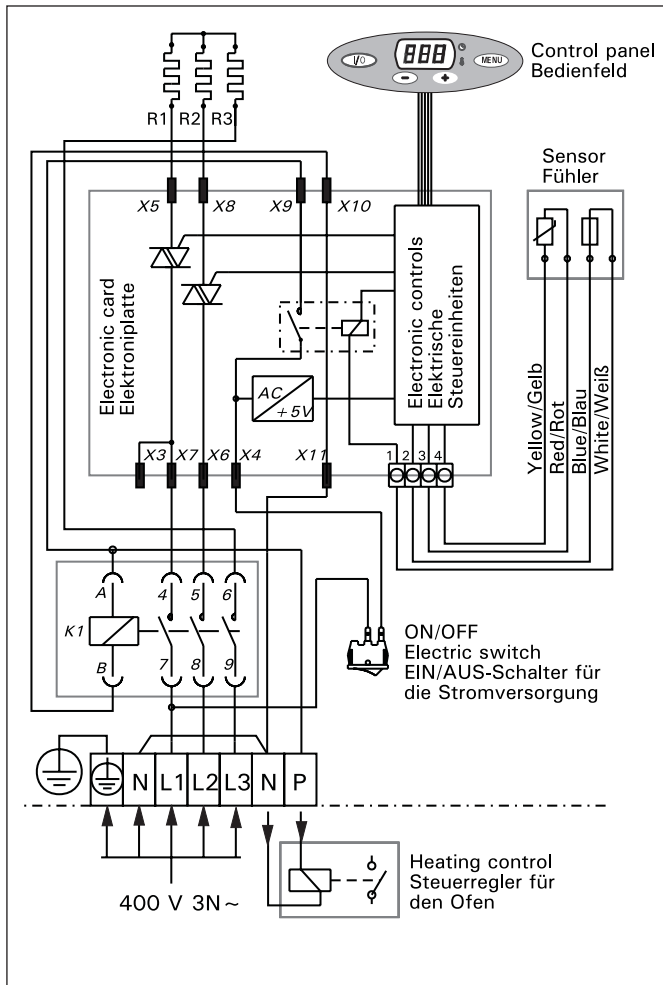 I/O
888
MENU
Control panel
Bedienfeld
R1 R2 R3
Sensor
Fühler
X5 X8 X9 X10
Electronic card
Elektroniplatte
Electronic controls
Elektrische
Steuereinheiten
AC
+5V
Yellow/Gelb
Red/Rot
Blue/Blau
White/Weiß
X3 X7 X6 X4 X11
1 2 3 4
A 4 5 6
K1
B 7 8 9
ON/OFF
Electric switch
EIN/AUS-Schalter für
die Stromversorgung
N L1 L2 L3 N P
400 V 3N~
Heating control
Steuerregler für
den Ofen